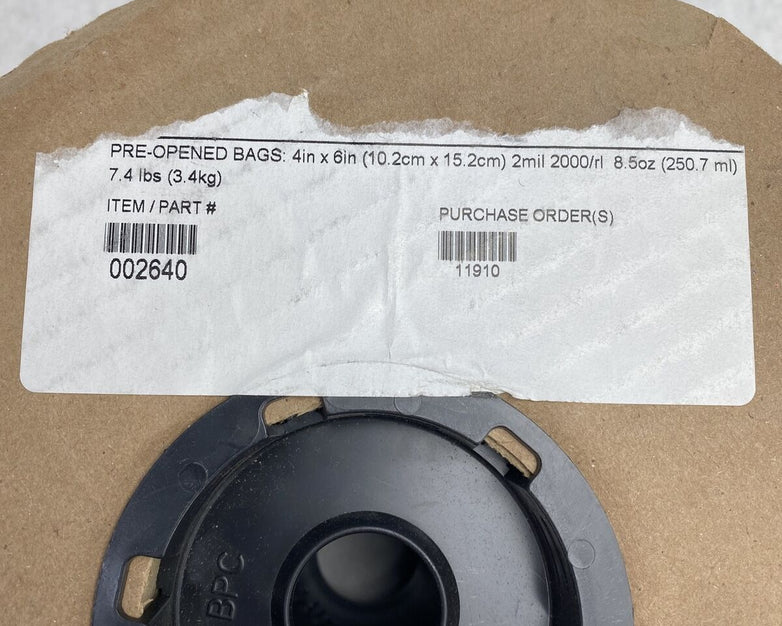 PRE-OPENED BAGS: 4in x 6in (10.2cm x 15.2cm) 2mil 2000/rl 8.5oz (250.7 ml)
7.4 lbs (3.4kg)
ITEM / PART #
002640
PURCHASE ORDER(S)
11910
BPC